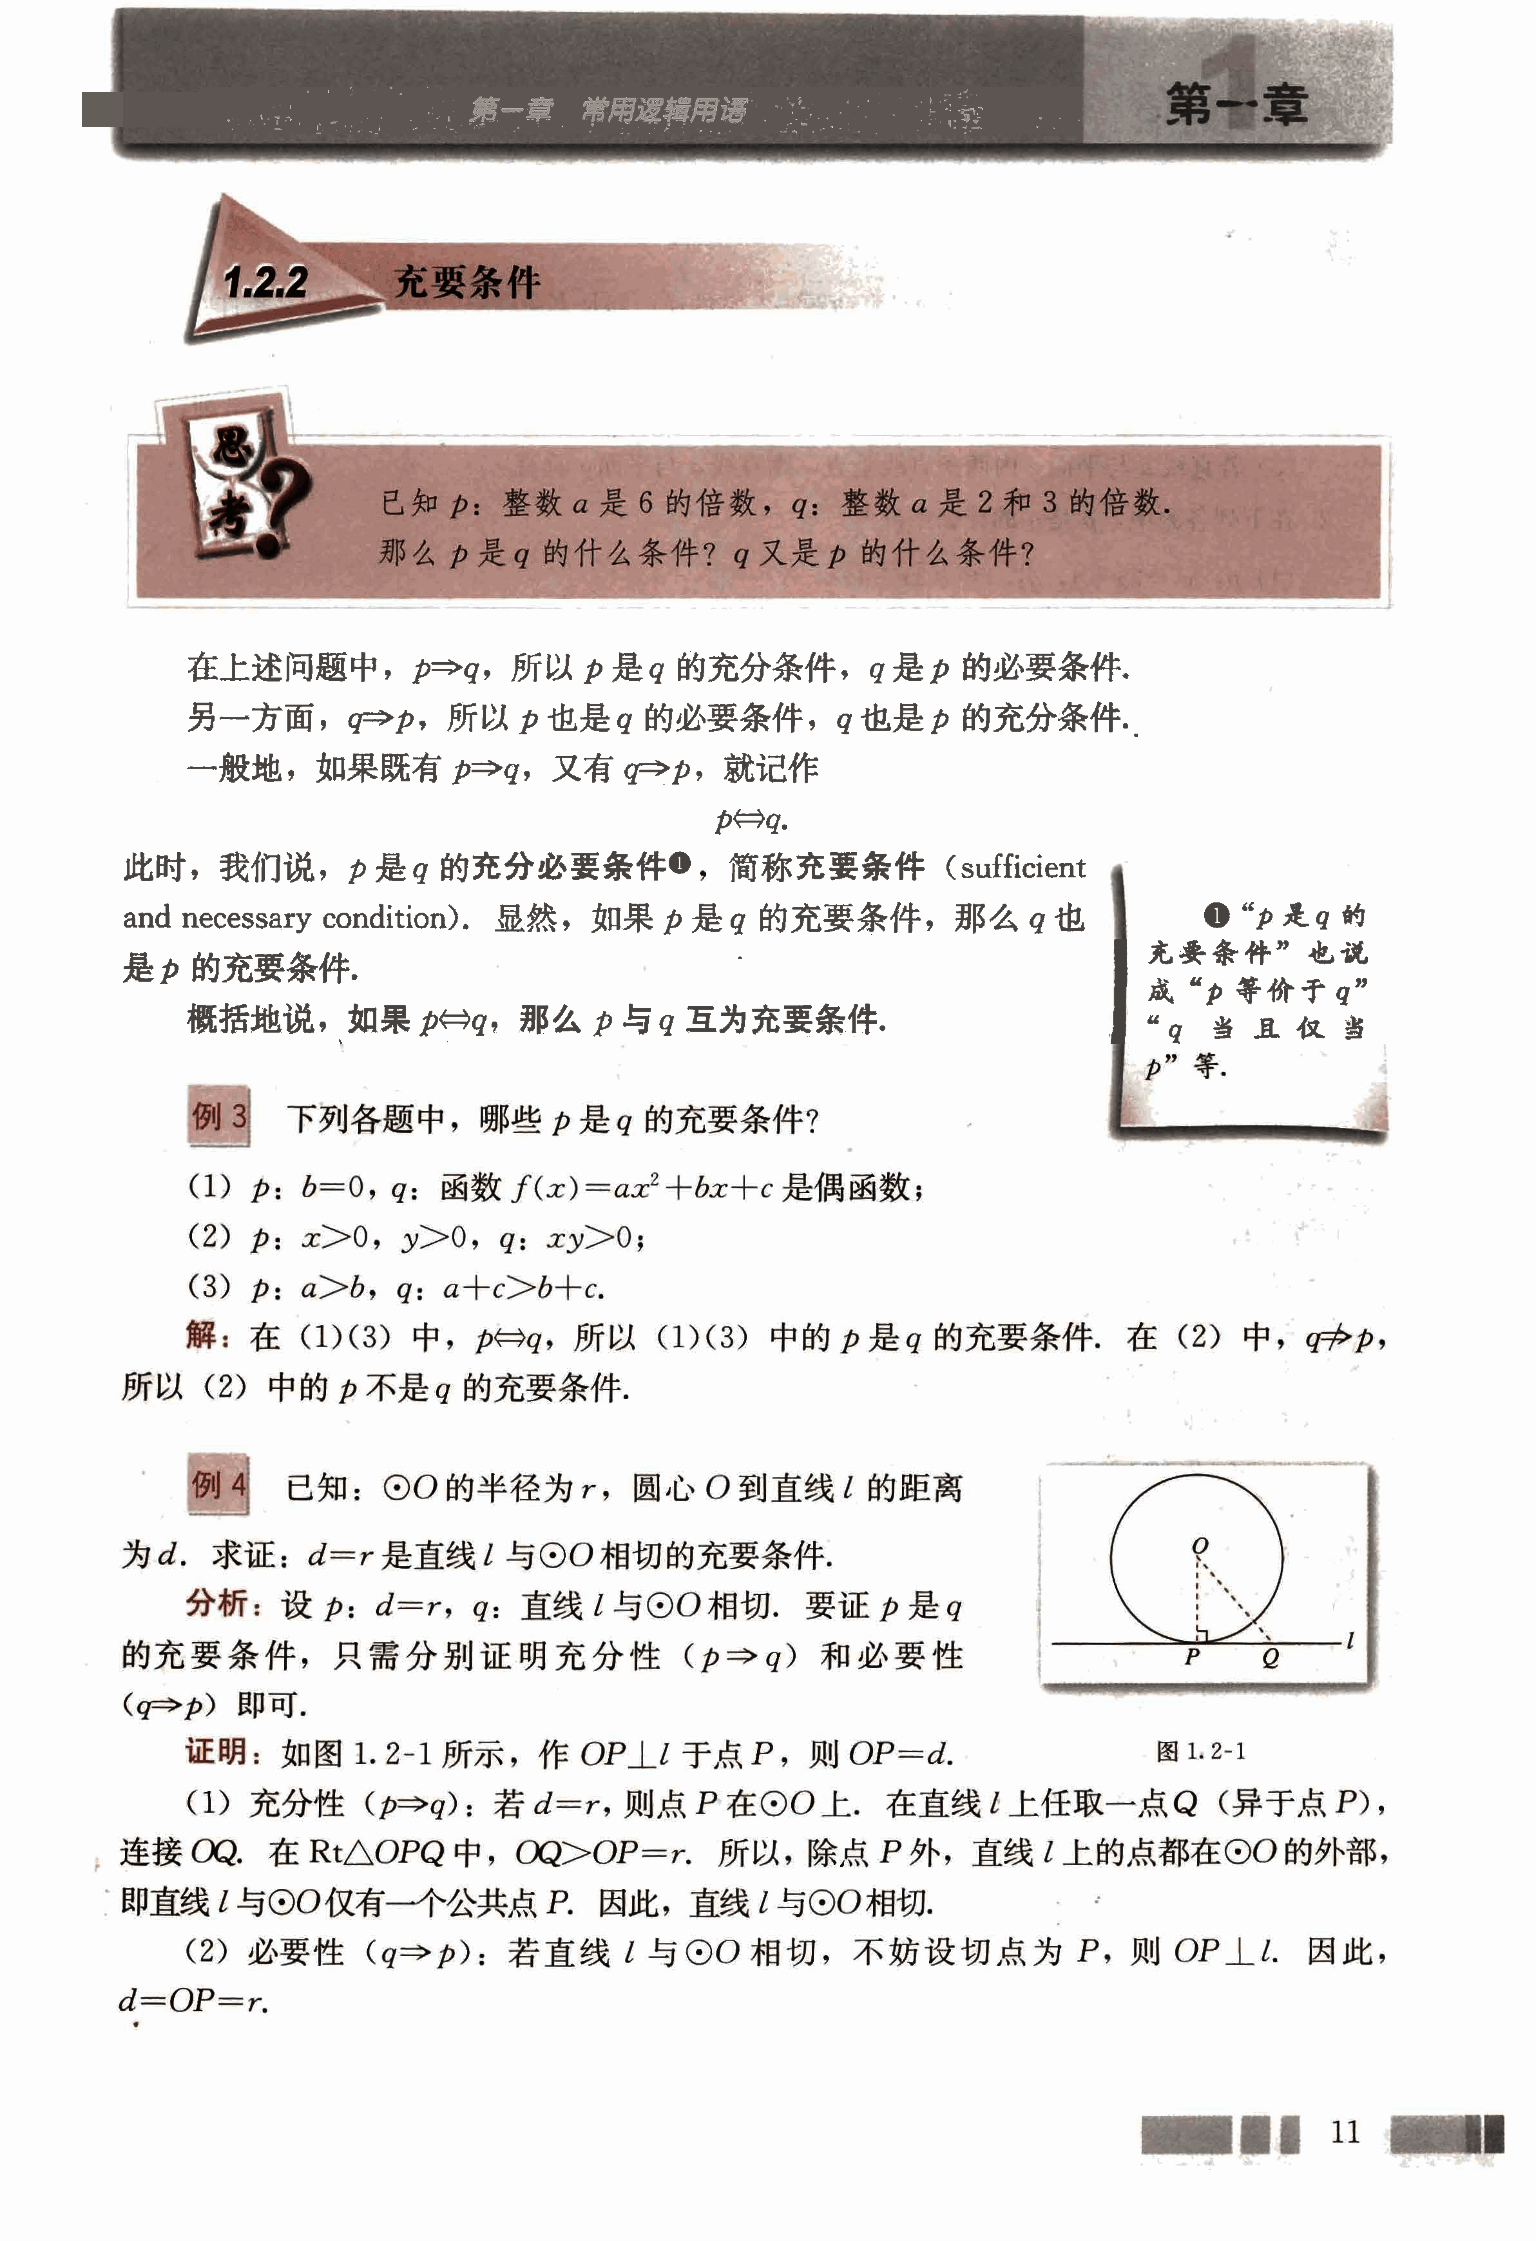 第一章 常用逻辑用语
第一章
1.2.2 充要条件
思考?
已知 p：整数 a 是 6 的倍数，q：整数 a 是 2 和 3 的倍数.
那么 p 是 q 的什么条件？q 又是 p 的什么条件？
在上述问题中，p⇒q，所以 p 是 q 的充分条件，q 是 p 的必要条件.
另一方面，q⇒p，所以 p 也是 q 的必要条件，q 也是 p 的充分条件.
一般地，如果既有 p⇒q，又有 q⇒p，就记作
p⇔q.
此时，我们说，p 是 q 的充分必要条件❶，简称充要条件（sufficient
and necessary condition）. 显然，如果 p 是 q 的充要条件，那么 q 也
是 p 的充要条件.
概括地说，如果 p⇔q，那么 p 与 q 互为充要条件.
❶“p 是 q 的
充要条件”也说
成“p 等价于 q”
“q 当且仅当
p”等.
例 3 下列各题中，哪些 p 是 q 的充要条件？
（1）p：b=0，q：函数 f(x)=ax²+bx+c 是偶函数；
（2）p：x>0，y>0，q：xy>0；
（3）p：a>b，q：a+c>b+c.
解：在（1）（3）中，p⇔q，所以（1）（3）中的 p 是 q 的充要条件. 在（2）中，q⇏p，
所以（2）中的 p 不是 q 的充要条件.
例 4 已知：⊙O 的半径为 r，圆心 O 到直线 l 的距离
为 d. 求证：d=r 是直线 l 与⊙O 相切的充要条件.
分析：设 p：d=r，q：直线 l 与⊙O 相切. 要证 p 是 q
的充要条件，只需分别证明充分性（p⇒q）和必要性
（q⇒p）即可.
O
P Q l
图 1.2-1
证明：如图 1.2-1 所示，作 OP⊥l 于点 P，则 OP=d.
（1）充分性（p⇒q）：若 d=r，则点 P 在⊙O 上. 在直线 l 上任取一点 Q（异于点 P），
连接 OQ. 在 Rt△OPQ 中，OQ>OP=r. 所以，除点 P 外，直线 l 上的点都在⊙O 的外部，
即直线 l 与⊙O 仅有一个公共点 P. 因此，直线 l 与⊙O 相切.
（2）必要性（q⇒p）：若直线 l 与⊙O 相切，不妨设切点为 P，则 OP⊥l. 因此，
d=OP=r.
11